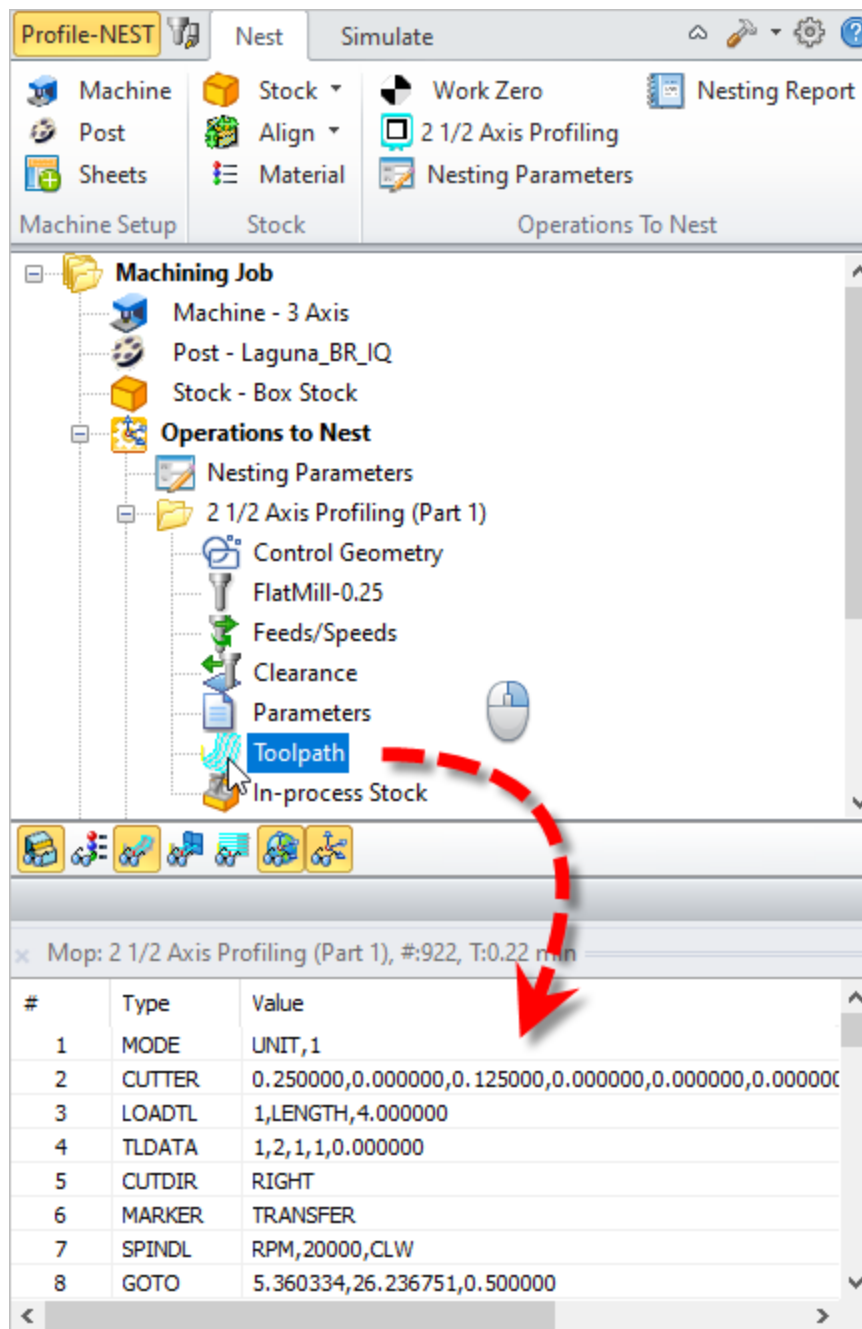 Profile-NEST Nest Simulate
Machine Stock Work Zero Nesting Report
Post Align 2 1/2 Axis Profiling
Sheets Material Nesting Parameters
Machine Setup Stock Operations To Nest
Machining Job
Machine - 3 Axis
Post - Laguna_BR_IQ
Stock - Box Stock
Operations to Nest
Nesting Parameters
2 1/2 Axis Profiling (Part 1)
Control Geometry
FlatMill-0.25
Feeds/Speeds
Clearance
Parameters
Toolpath
In-process Stock
Mop: 2 1/2 Axis Profiling (Part 1), #:922, T:0.22 min
# Type Value
1 MODE UNIT,1
2 CUTTER 0.250000,0.000000,0.125000,0.000000,0.000000,0.000000
3 LOADTL 1,LENGTH,4.000000
4 TLDATA 1,2,1,1,0.000000
5 CUTDIR RIGHT
6 MARKER TRANSFER
7 SPINDL RPM,20000,CLW
8 GOTO 5.360334,26.236751,0.500000